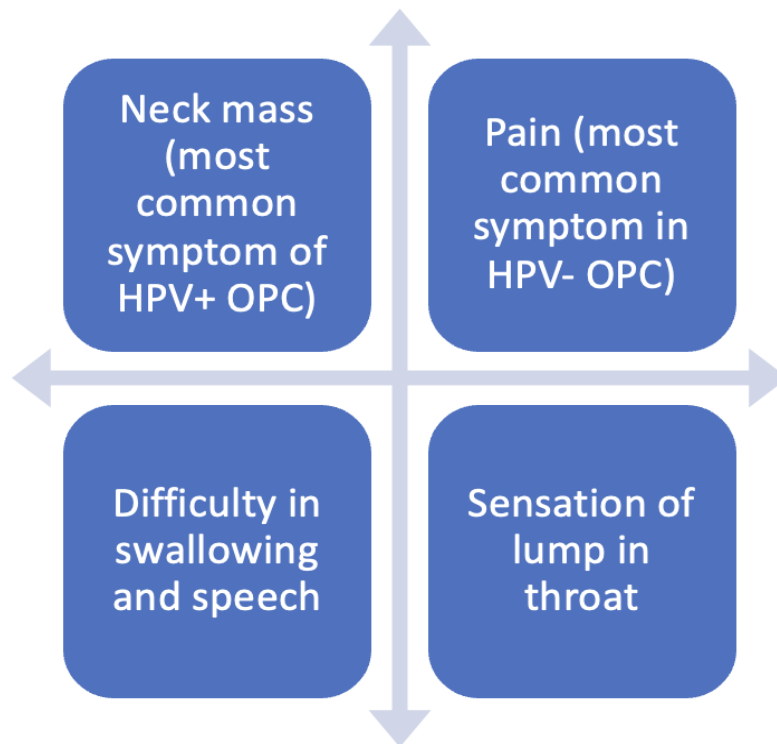 Neck mass
(most
common
symptom of
HPV+ OPC)
Pain (most
common
symptom in
HPV- OPC)
Difficulty in
swallowing
and speech
Sensation of
lump in
throat